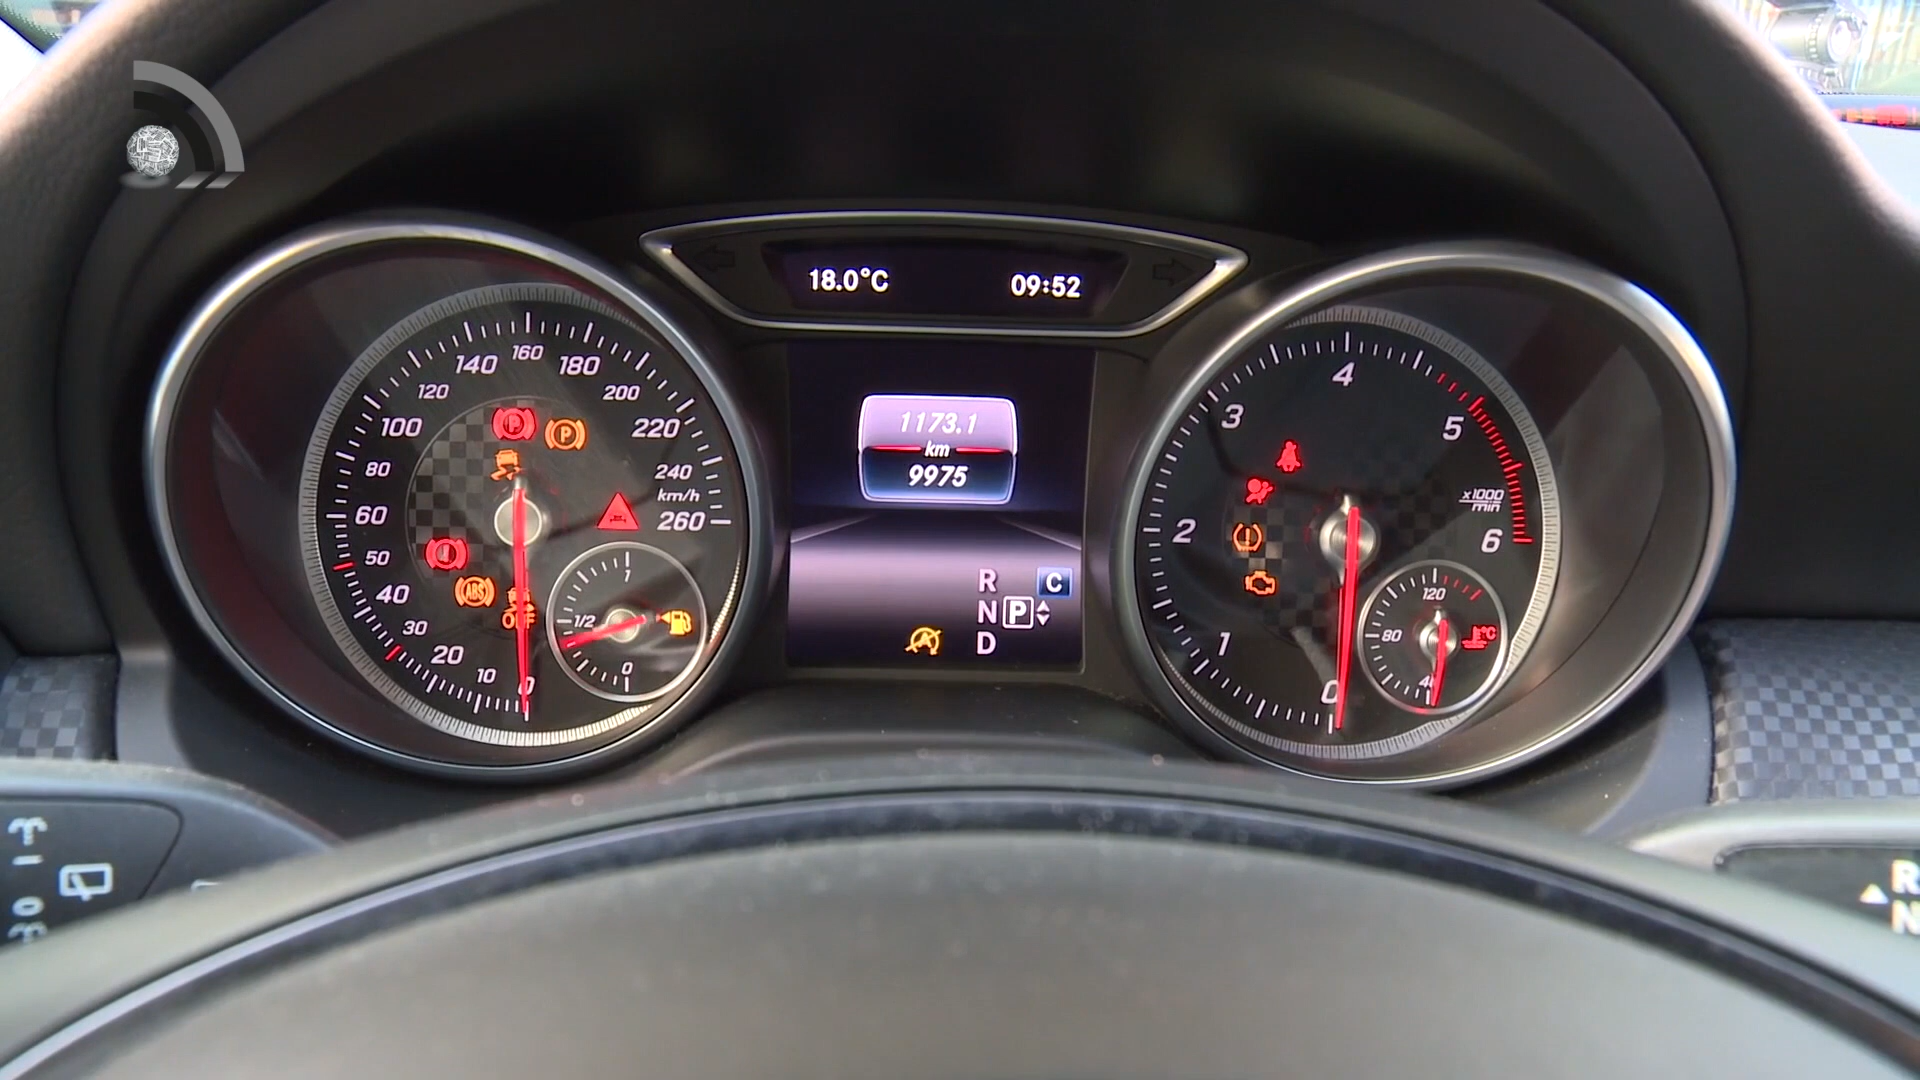 18.0°C 09:52
160
140 180
120 200
100 220
80 240
km/h
60 260
50
40
30
20
10
0
P P
ABS
OFF
1
1/2
0
1173.1
km
9975
R C
N P
D
4
3 5
x1000
min
2 6
1
0
120
80 °C
40
R
N
0